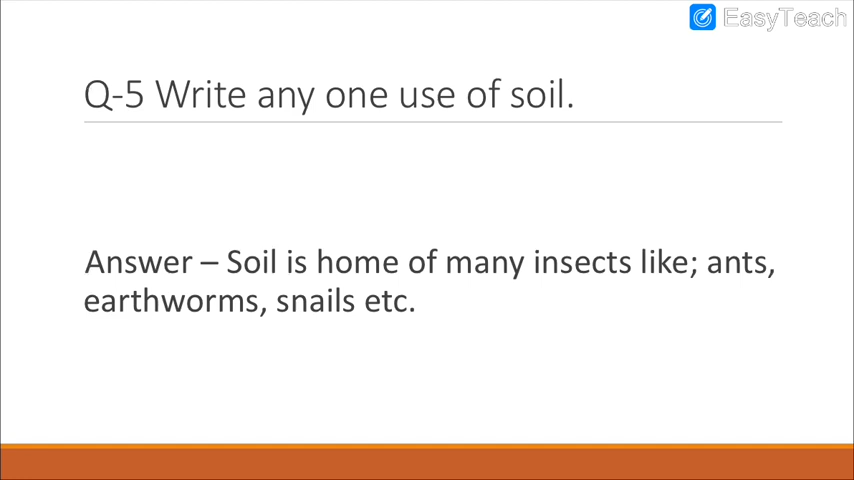 EasyTeach
Q-5 Write any one use of soil.
Answer – Soil is home of many insects like; ants,
earthworms, snails etc.